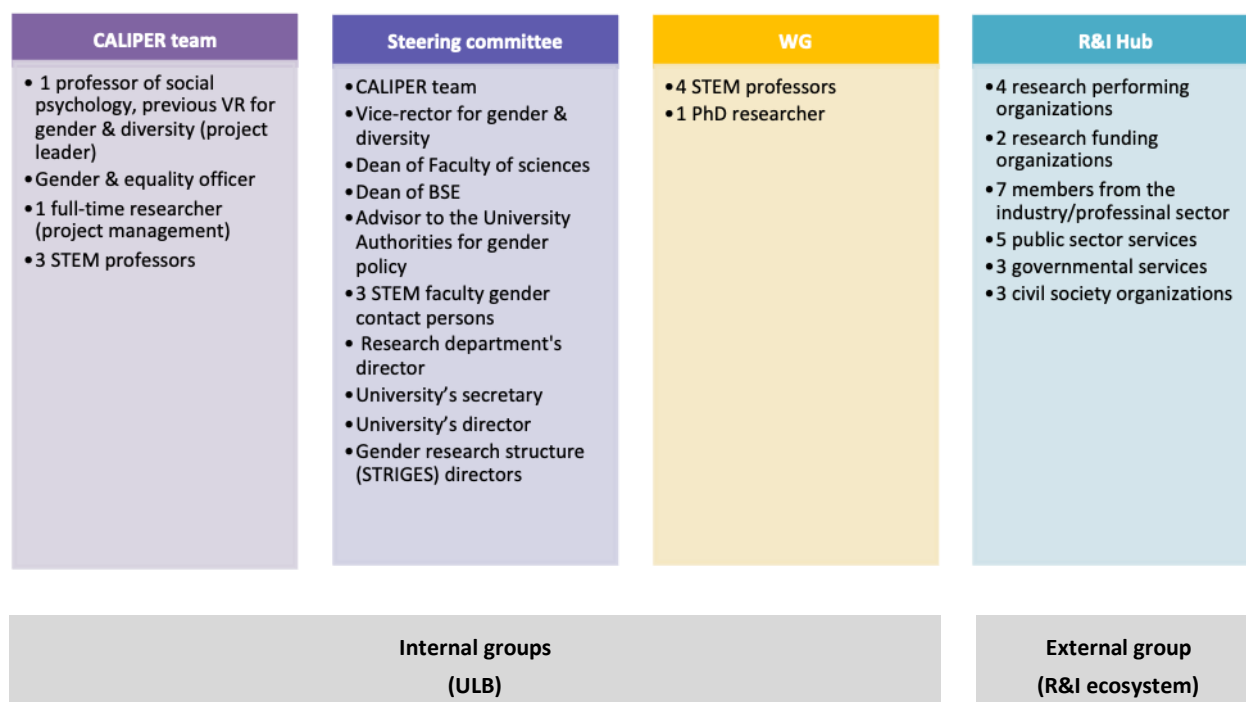 CALIPER team
• 1 professor of social
psychology, previous VR for
gender & diversity (project
leader)
•Gender & equality officer
•1 full-time researcher
(project management)
•3 STEM professors
Steering committee
•CALIPER team
•Vice-rector for gender &
diversity
•Dean of Faculty of sciences
•Dean of BSE
•Advisor to the University
Authorities for gender
policy
•3 STEM faculty gender
contact persons
• Research department's
director
•University’s secretary
•University’s director
•Gender research structure
(STRIGES) directors
WG
•4 STEM professors
•1 PhD researcher
R&I Hub
•4 research performing
organizations
•2 research funding
organizations
•7 members from the
industry/professinal sector
•5 public sector services
•3 governmental services
•3 civil society organizations
Internal groups
(ULB)
External group
(R&I ecosystem)